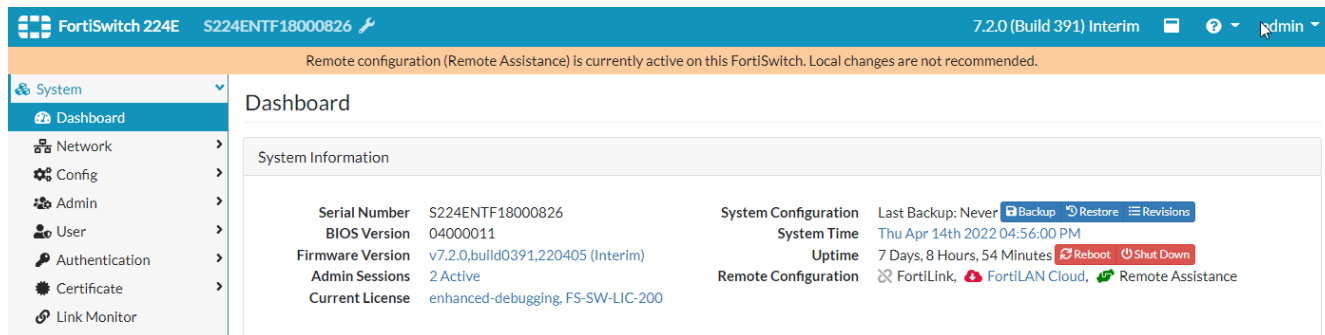 FortiSwitch 224E S224ENTF18000826 7.2.0 (Build 391) Interim admin
Remote configuration (Remote Assistance) is currently active on this FortiSwitch. Local changes are not recommended.
System
Dashboard
Network
Config
Admin
User
Authentication
Certificate
Link Monitor
Dashboard
System Information
Serial Number S224ENTF18000826
BIOS Version 04000011
Firmware Version v7.2.0,build0391,220405 (Interim)
Admin Sessions 2 Active
Current License enhanced-debugging, FS-SW-LIC-200
System Configuration Last Backup: Never Backup Restore Revisions
System Time Thu Apr 14th 2022 04:56:00 PM
Uptime 7 Days, 8 Hours, 54 Minutes Reboot Shut Down
Remote Configuration FortiLink, FortiLAN Cloud, Remote Assistance